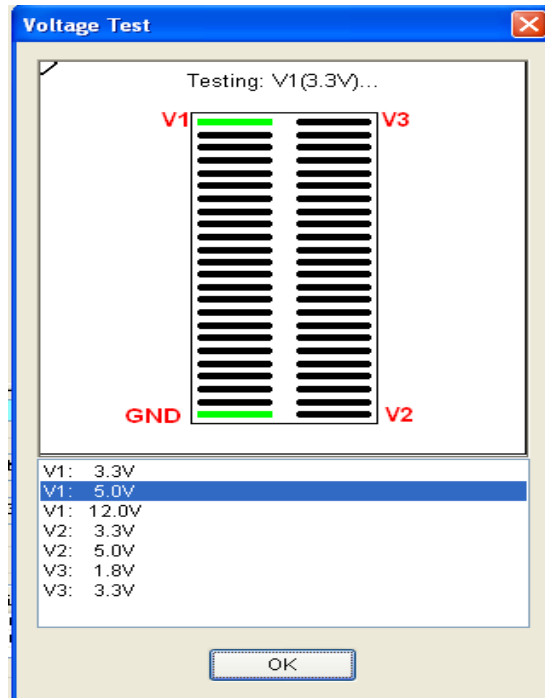 Voltage Test
Testing: V1(3.3V)...
V1 V3
GND V2
V1: 3.3V
V1: 5.0V
V1: 12.0V
V2: 3.3V
V2: 5.0V
V3: 1.8V
V3: 3.3V
OK